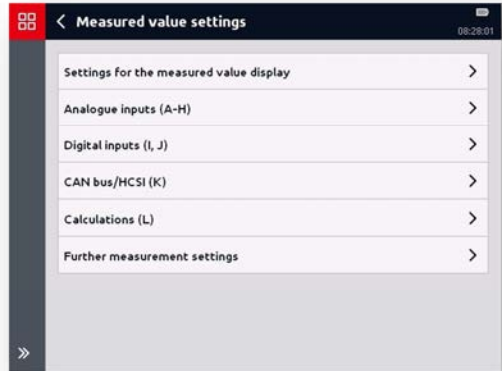 Measured value settings
08:28:01
Settings for the measured value display
Analogue inputs (A-H)
Digital inputs (I, J)
CAN bus/HCSI (K)
Calculations (L)
Further measurement settings